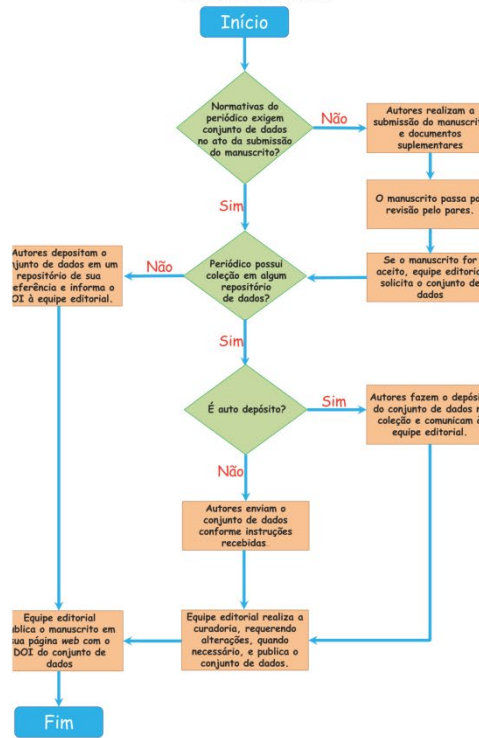 Início
Normativas do
periódico exigem
conjunto de dados
no ato da submissão
do manuscrito?
Não
Autores realizam a
submissão do manuscrit
e documentos
suplementares
Sim
O manuscrito passa po
revisão pelo pares.
Autores depositam o
njunto de dados em um
repositório de sua
eferência e informa o
OI à equipe editorial.
Não
Periódico possui
coleção em algum
repositório
de dados?
Se o manuscrito for
aceito, equipe editoria
solicita o conjunto de
dados
Sim
É auto depósito?
Sim
Autores fazem o depósi
do conjunto de dados n
coleção e comunicam à
equipe editorial.
Não
Autores enviam o
conjunto de dados
conforme instruções
recebidas.
Equipe editorial
ublica o manuscrito em
sua página web com o
DOI do conjunto de
dados
Equipe editorial realiza a
curadoria, requerendo
alterações, quando
necessário, e publica o
conjunto de dados.
Fim